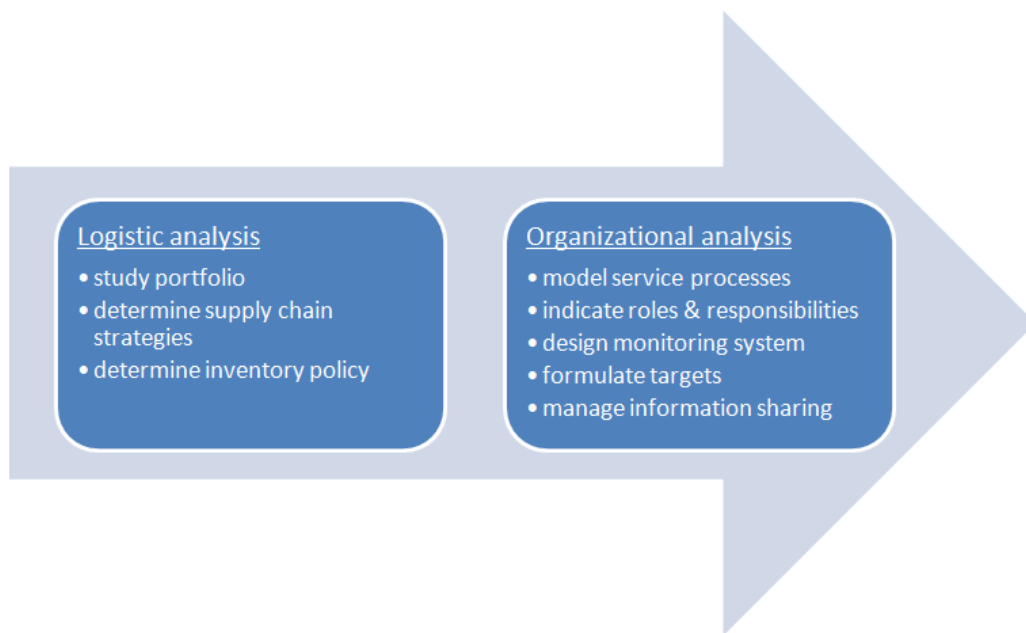 Logistic analysis
• study portfolio
• determine supply chain
strategies
• determine inventory policy
Organizational analysis
• model service processes
• indicate roles & responsibilities
• design monitoring system
• formulate targets
• manage information sharing